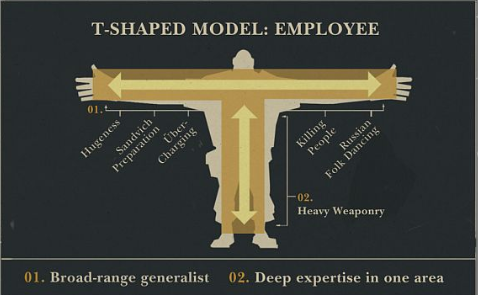 T-SHAPED MODEL: EMPLOYEE
01.
Hugeness
Sandvich
Preparation
Über-
Charging
Killing
People
Russian
Folk Dancing
02.
Heavy Weaponry
01. Broad-range generalist 02. Deep expertise in one area